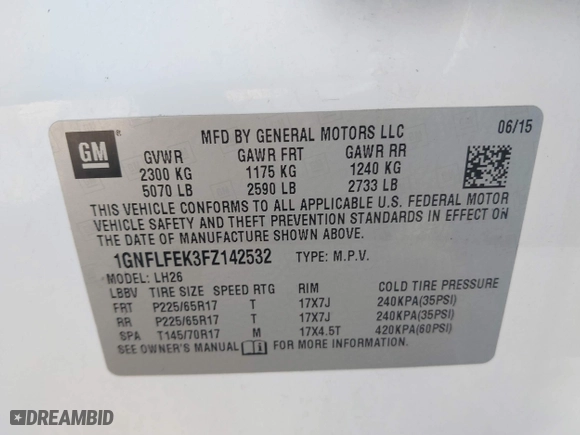 GM
MFD BY GENERAL MOTORS LLC
06/15
GVWR GAWR FRT GAWR RR
2300 KG 1175 KG 1240 KG
5070 LB 2590 LB 2733 LB
THIS VEHICLE CONFORMS TO ALL APPLICABLE U.S. FEDERAL MOTOR
VEHICLE SAFETY AND THEFT PREVENTION STANDARDS IN EFFECT ON
THE DATE OF MANUFACTURE SHOWN ABOVE.
1GNFLFEK3FZ142532 TYPE: M.P.V.
MODEL: LH26
LBBV TIRE SIZE SPEED RTG RIM COLD TIRE PRESSURE
FRT P225/65R17 T 17X7J 240KPA(35PSI)
RR P225/65R17 T 17X7J 240KPA(35PSI)
SPA T145/70R17 M 17X4.5T 420KPA(60PSI)
SEE OWNER'S MANUAL FOR MORE INFORMATION.
DREAMBID